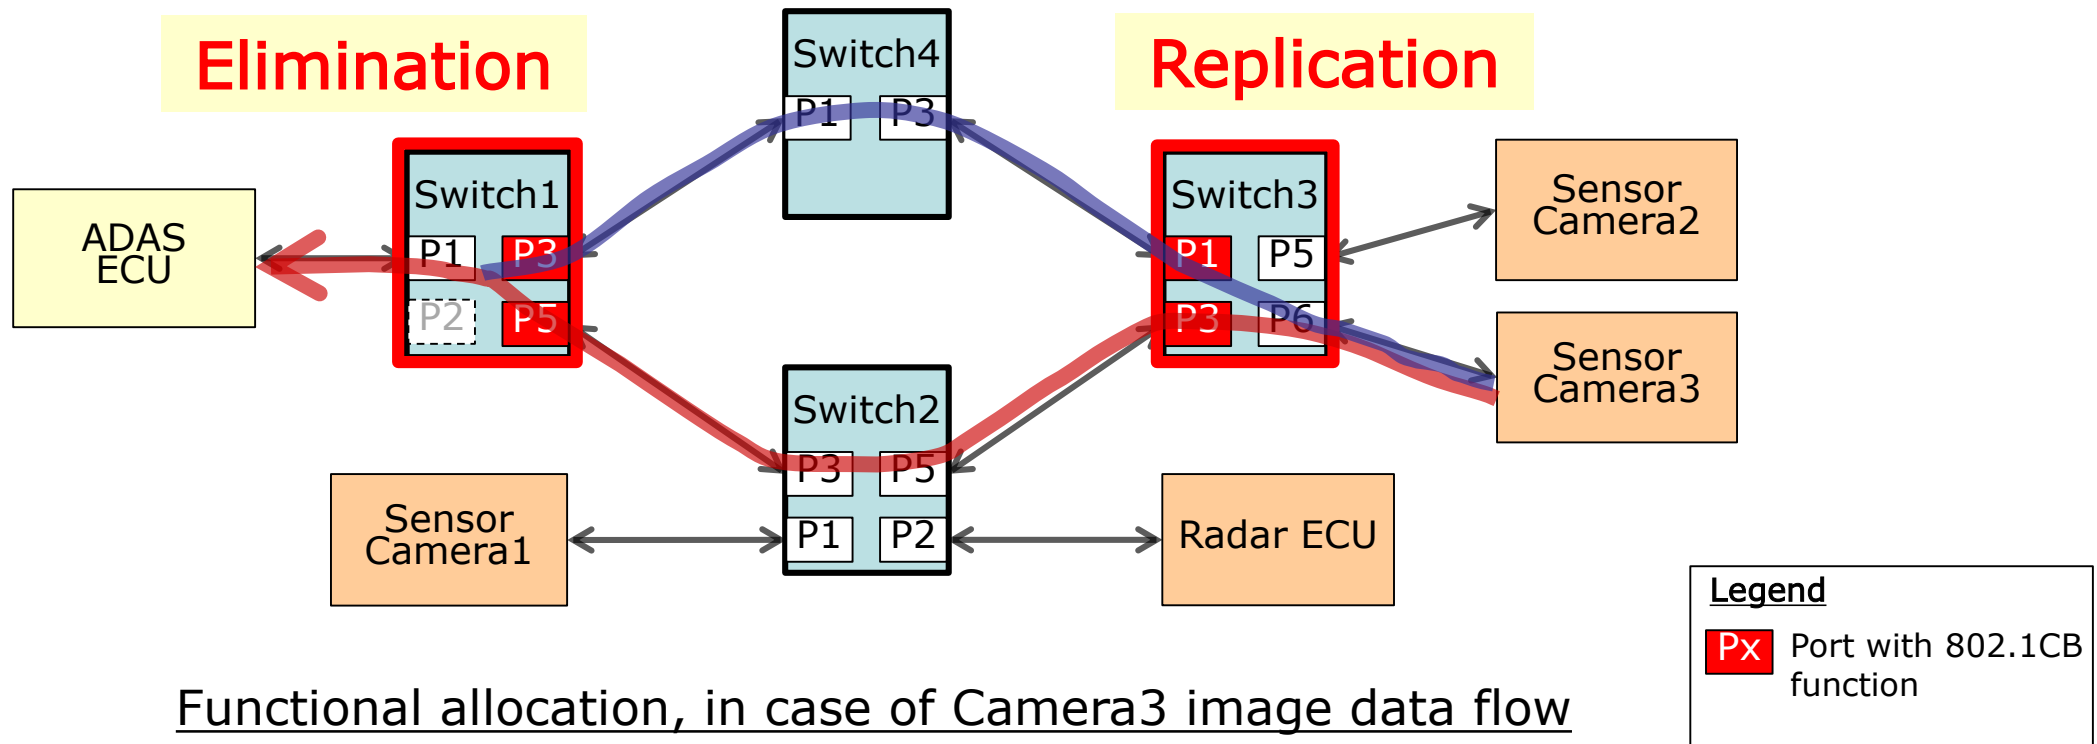 Elimination
Replication
Switch4
P1
P3
Switch1
P1
P3
P2
P5
ADAS
ECU
Switch3
P1
P5
P3
P6
Sensor
Camera2
Sensor
Camera3
Switch2
P3
P5
P1
P2
Sensor
Camera1
Radar ECU
Legend
Px
Port with 802.1CB
function
Functional allocation, in case of Camera3 image data flow